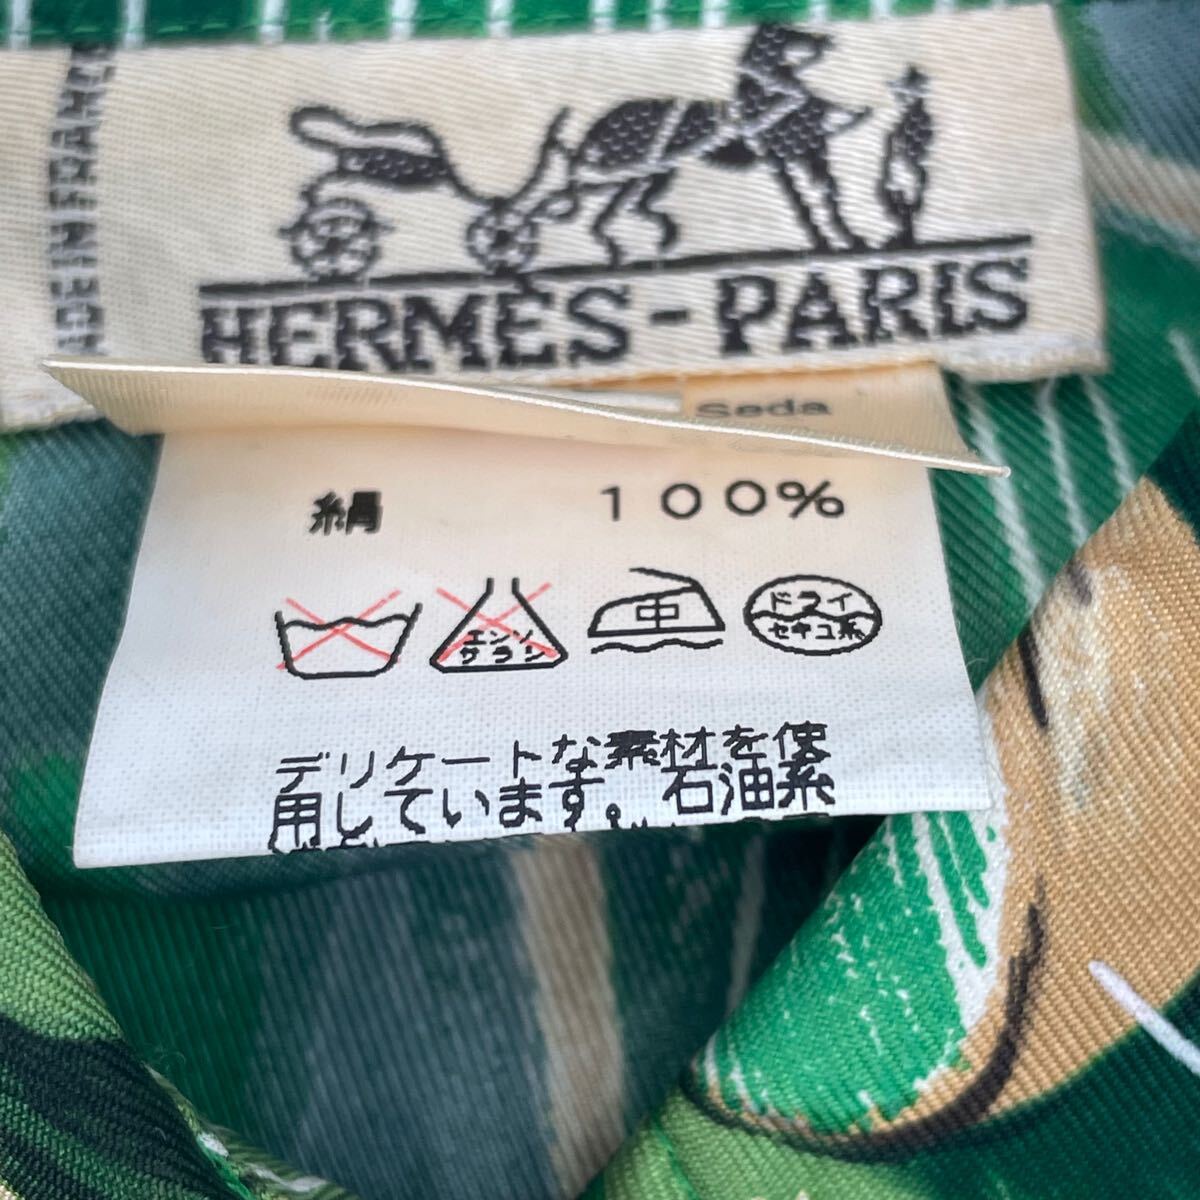 HERMÈS-PARIS
Seda
絹 100%
エンソ
サラシ
中
ドライ
セキユ系
デリケートな素材を使
用しています。石油系